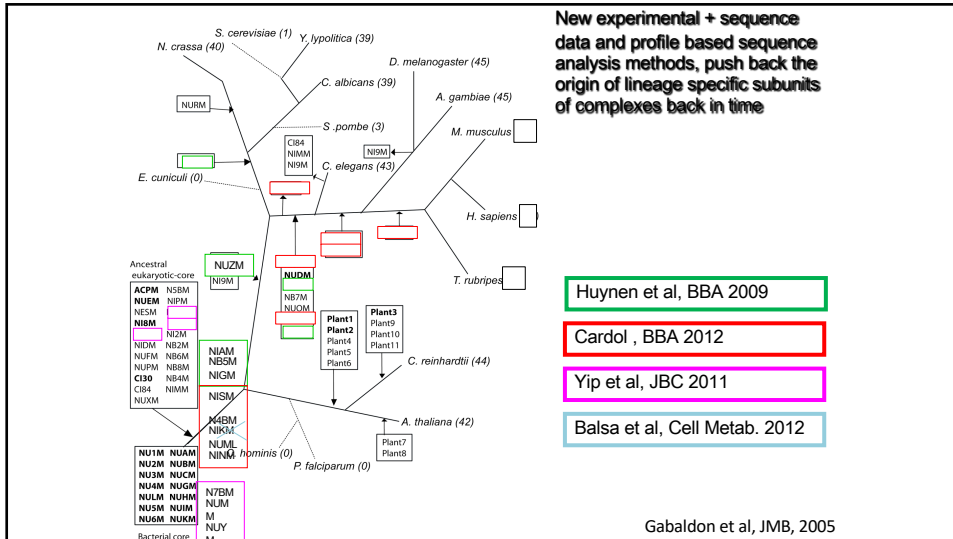 New experimental + sequence
data and profile based sequence
analysis methods, push back the
origin of lineage specific subunits
of complexes back in time
S. cerevisiae (1)
Y. lypolitica (39)
N. crassa (40)
D. melanogaster (45)
C. albicans (39)
A. gambiae (45)
NURM
M. musculus
S .pombe (3)
CI84
NIMM
NI9M
NI9M
C. elegans (43)
E. cuniculi (0)
H. sapiens
T. rubripes
NUZM
NI9M
Ancestral
eukaryotic-core
ACPM N5BM
NUEM NIPM
NESM
NI8M
NI2M
NIDM NB2M
NUFM NB6M
NUPM NB8M
CI30 NB4M
CI84 NIMM
NUXM
NUDM
NB7M
NUOM
Plant1
Plant2
Plant4
Plant5
Plant6
Plant3
Plant9
Plant10
Plant11
C. reinhardtii (44)
A. thaliana (42)
Plant7
Plant8
NIAM
NB5M
NIGM
NISM
N4BM
NIKM
NUML
NINM
hominis (0)
P. falciparum (0)
NU1M NUAM
NU2M NUBM
NU3M NUCM
NU4M NUGM
NULM NUHM
NU5M NUIM
NU6M NUKM
Bacterial core
N7BM
NUM
M
NUY
Huynen et al, BBA 2009
Cardol , BBA 2012
Yip et al, JBC 2011
Balsa et al, Cell Metab. 2012
Gabaldon et al, JMB, 2005